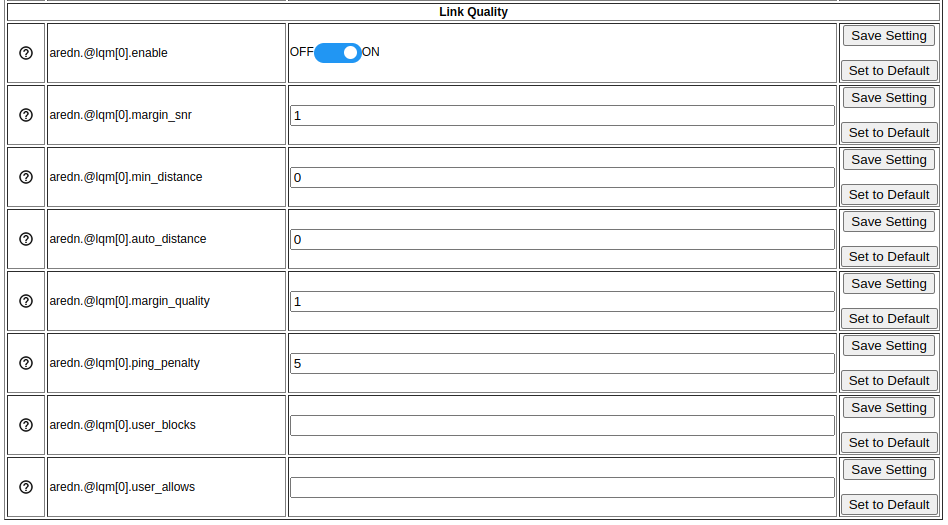 Link Quality
aredn.@lqm[0].enable
OFF ON
Save Setting
Set to Default
aredn.@lqm[0].margin_snr
1
Save Setting
Set to Default
aredn.@lqm[0].min_distance
0
Save Setting
Set to Default
aredn.@lqm[0].auto_distance
0
Save Setting
Set to Default
aredn.@lqm[0].margin_quality
1
Save Setting
Set to Default
aredn.@lqm[0].ping_penalty
5
Save Setting
Set to Default
aredn.@lqm[0].user_blocks
Save Setting
Set to Default
aredn.@lqm[0].user_allows
Save Setting
Set to Default